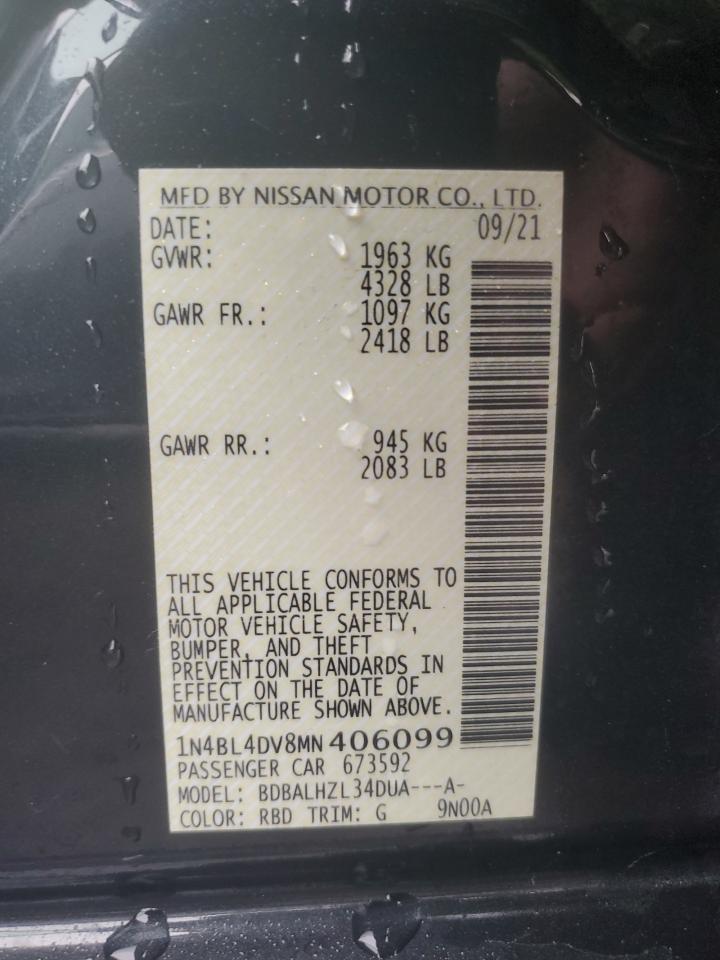 MFD BY NISSAN MOTOR CO., LTD.
DATE: 09/21
GVWR: 1963 KG
4328 LB
GAWR FR.: 1097 KG
2418 LB
GAWR RR.: 945 KG
2083 LB
THIS VEHICLE CONFORMS TO
ALL APPLICABLE FEDERAL
MOTOR VEHICLE SAFETY,
BUMPER, AND THEFT
PREVENTION STANDARDS IN
EFFECT ON THE DATE OF
MANUFACTURE SHOWN ABOVE.
1N4BL4DV8MN406099
PASSENGER CAR 673592
MODEL: BDBALHZL34DUA---A-
COLOR: RBD TRIM: G 9N00A